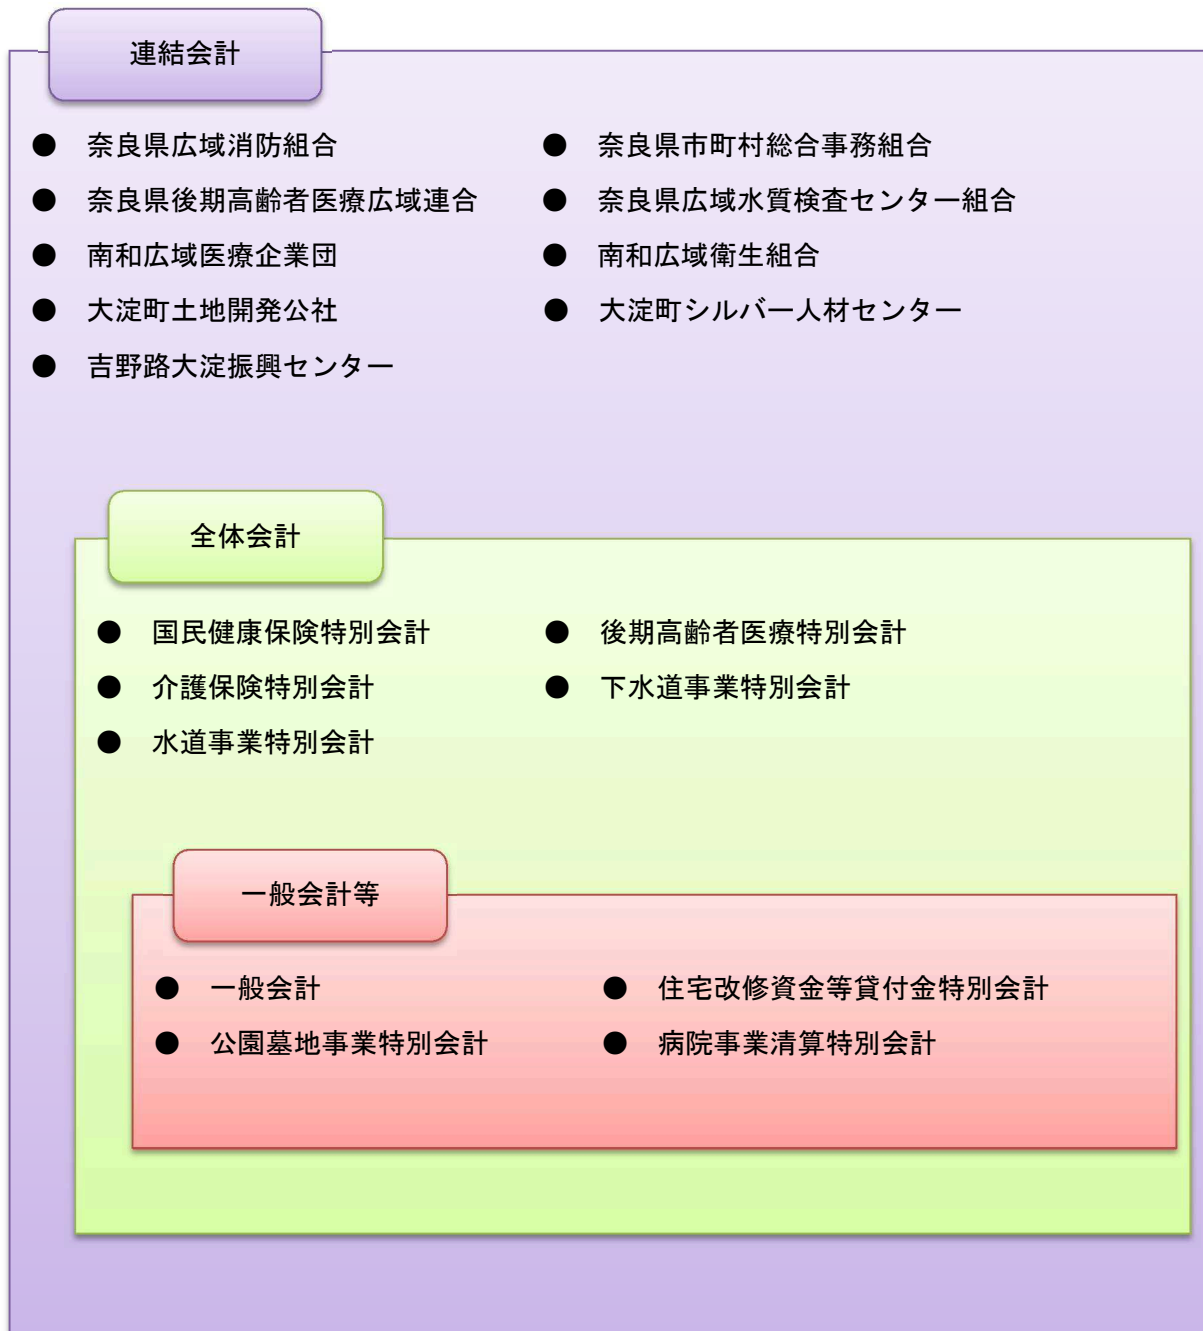 連結会計
● 奈良県広域消防組合 ● 奈良県市町村総合事務組合
● 奈良県後期高齢者医療広域連合 ● 奈良県広域水質検査センター組合
● 南和広域医療企業団 ● 南和広域衛生組合
● 大淀町土地開発公社 ● 大淀町シルバー人材センター
● 吉野路大淀振興センター
全体会計
● 国民健康保険特別会計 ● 後期高齢者医療特別会計
● 介護保険特別会計 ● 下水道事業特別会計
● 水道事業特別会計
一般会計等
● 一般会計 ● 住宅改修資金等貸付金特別会計
● 公園墓地事業特別会計 ● 病院事業清算特別会計